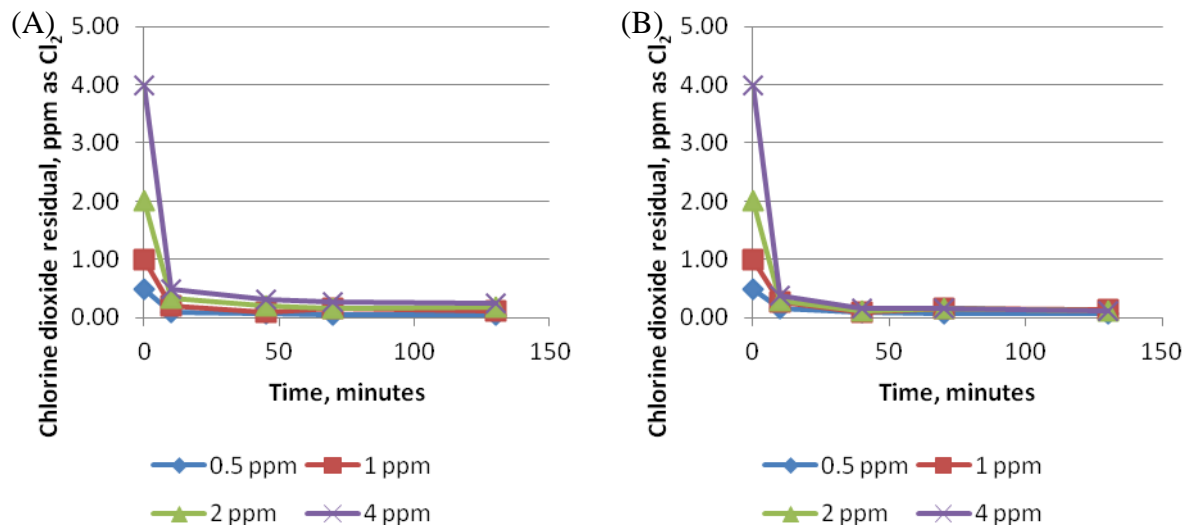 (A)
Chlorine dioxide residual, ppm as Cl₂
5.00
4.00
3.00
2.00
1.00
0.00
0 50 100 150
Time, minutes
0.5 ppm 1 ppm
2 ppm 4 ppm
(B)
Chlorine dioxide residual, ppm as Cl₂
5.00
4.00
3.00
2.00
1.00
0.00
0 50 100 150
Time, minutes
0.5 ppm 1 ppm
2 ppm 4 ppm